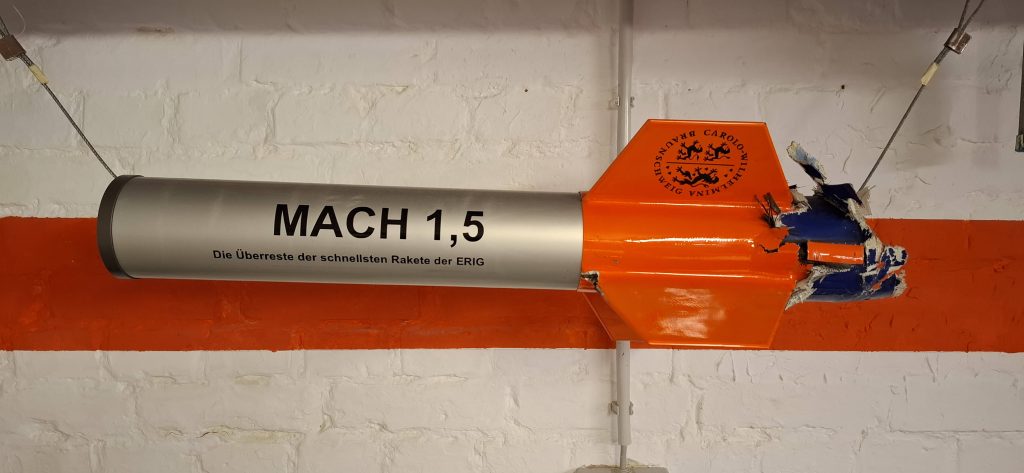 MACH 1,5
Die Überreste der schnellsten Rakete der ERIG
CAROLO-WILHELMINA
BRAUNSCHWEIG